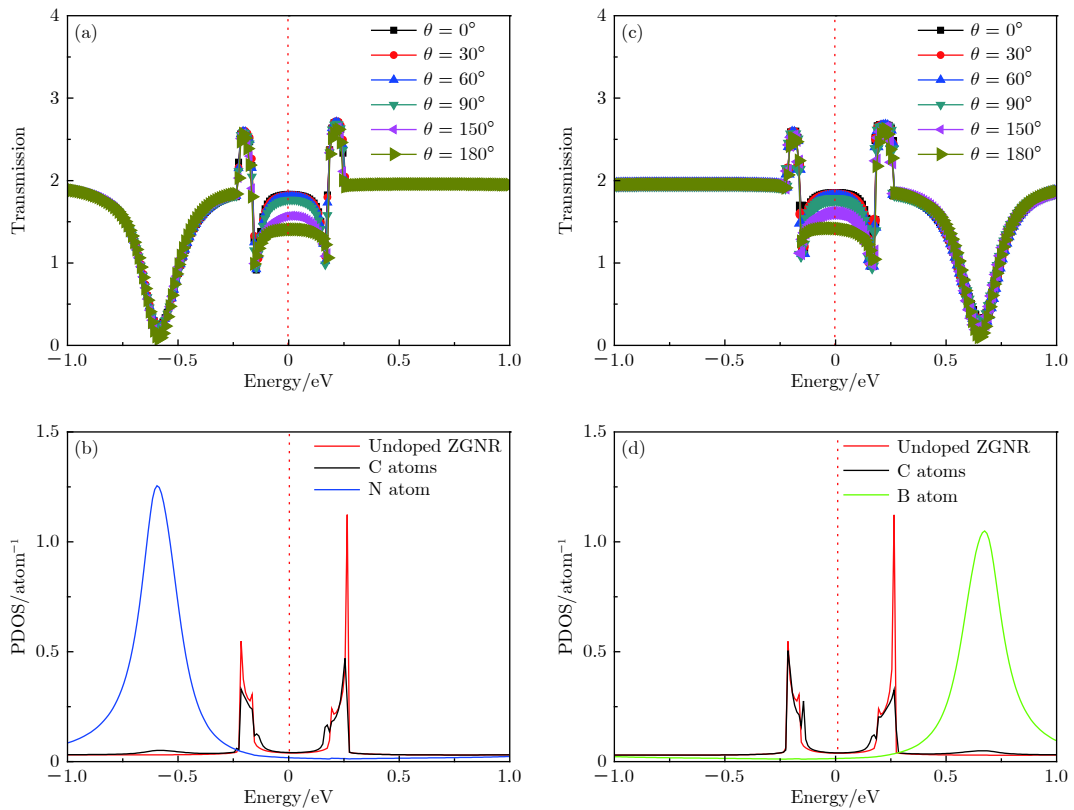 (a)
θ = 0°
θ = 30°
θ = 60°
θ = 90°
θ = 150°
θ = 180°
4
3
2
1
0
Transmission
−1.0
−0.5
0
0.5
1.0
Energy/eV
(c)
θ = 0°
θ = 30°
θ = 60°
θ = 90°
θ = 150°
θ = 180°
4
3
2
1
0
Transmission
−1.0
−0.5
0
0.5
1.0
Energy/eV
(b)
Undoped ZGNR
C atoms
N atom
1.5
1.0
0.5
0
PDOS/atom⁻¹
−1.0
−0.5
0
0.5
1.0
Energy/eV
(d)
Undoped ZGNR
C atoms
B atom
1.5
1.0
0.5
0
PDOS/atom⁻¹
−1.0
−0.5
0
0.5
1.0
Energy/eV